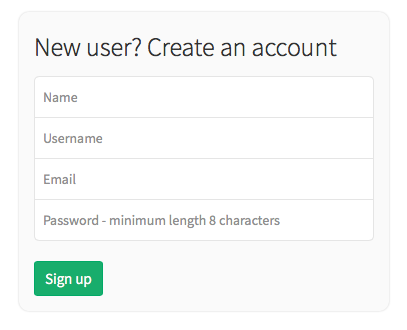 New user? Create an account
Name
Username
Email
Password - minimum length 8 characters
Sign up